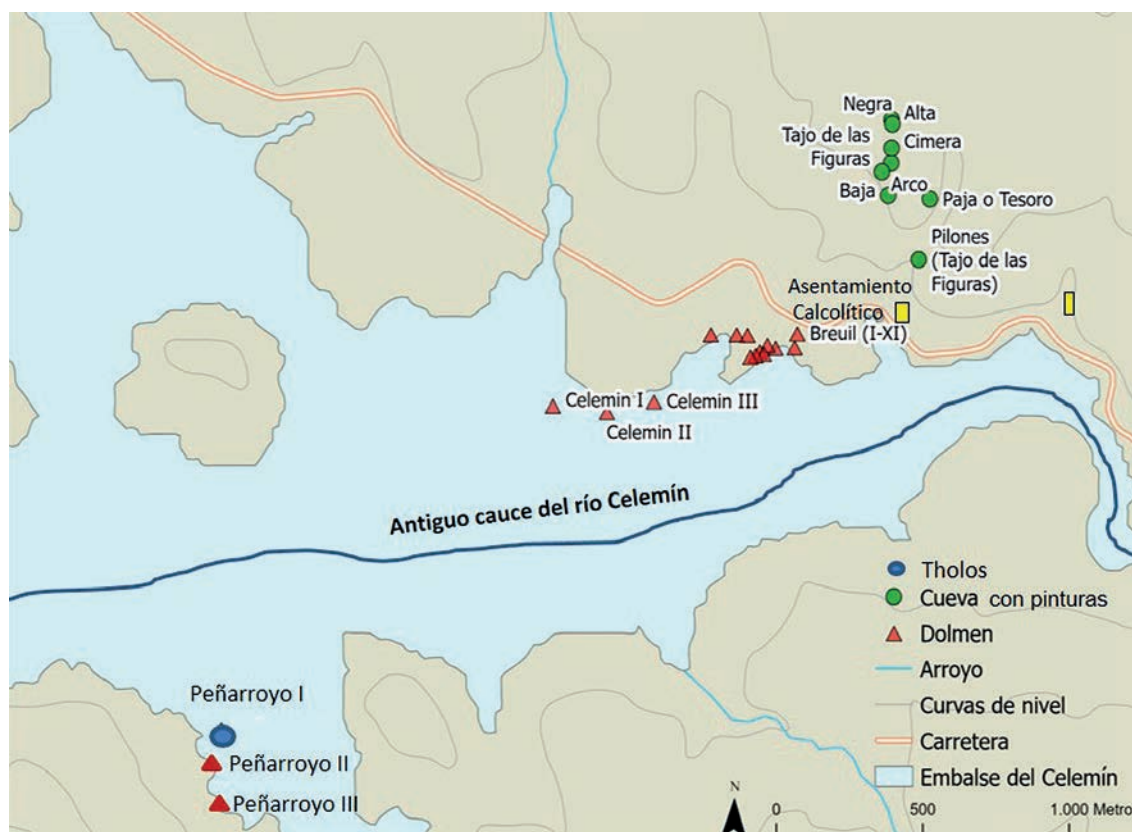 Negra
Alta
Tajo de las
Figuras
Cimera
Arco
Baja
Paja o Tesoro
Pilones
(Tajo de las
Figuras)
Asentamiento
Calcolítico
Breuil (I-XI)
Celemin I
Celemin III
Celemin II
Antiguo cauce del río Celemín
Peñarroyo I
Peñarroyo II
Peñarroyo III
Tholos
Cueva con pinturas
Dolmen
Arroyo
Curvas de nivel
Carretera
Embalse del Celemín
N
0 500 1.000 Metro